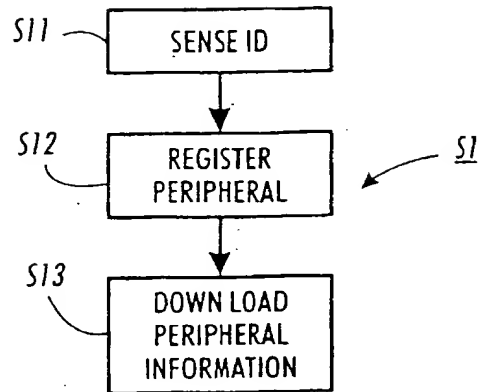 S11
SENSE ID
S12
REGISTER
PERIPHERAL
S1
S13
DOWN LOAD
PERIPHERAL
INFORMATION